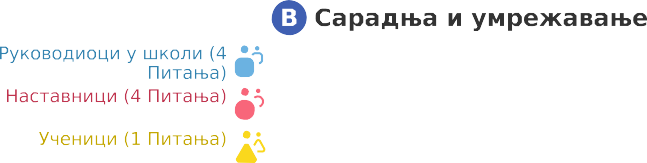 B Сарадња и умрежавање
Руководиоци у школи (4
Питања)
Наставници (4 Питања)
Ученици (1 Питања)